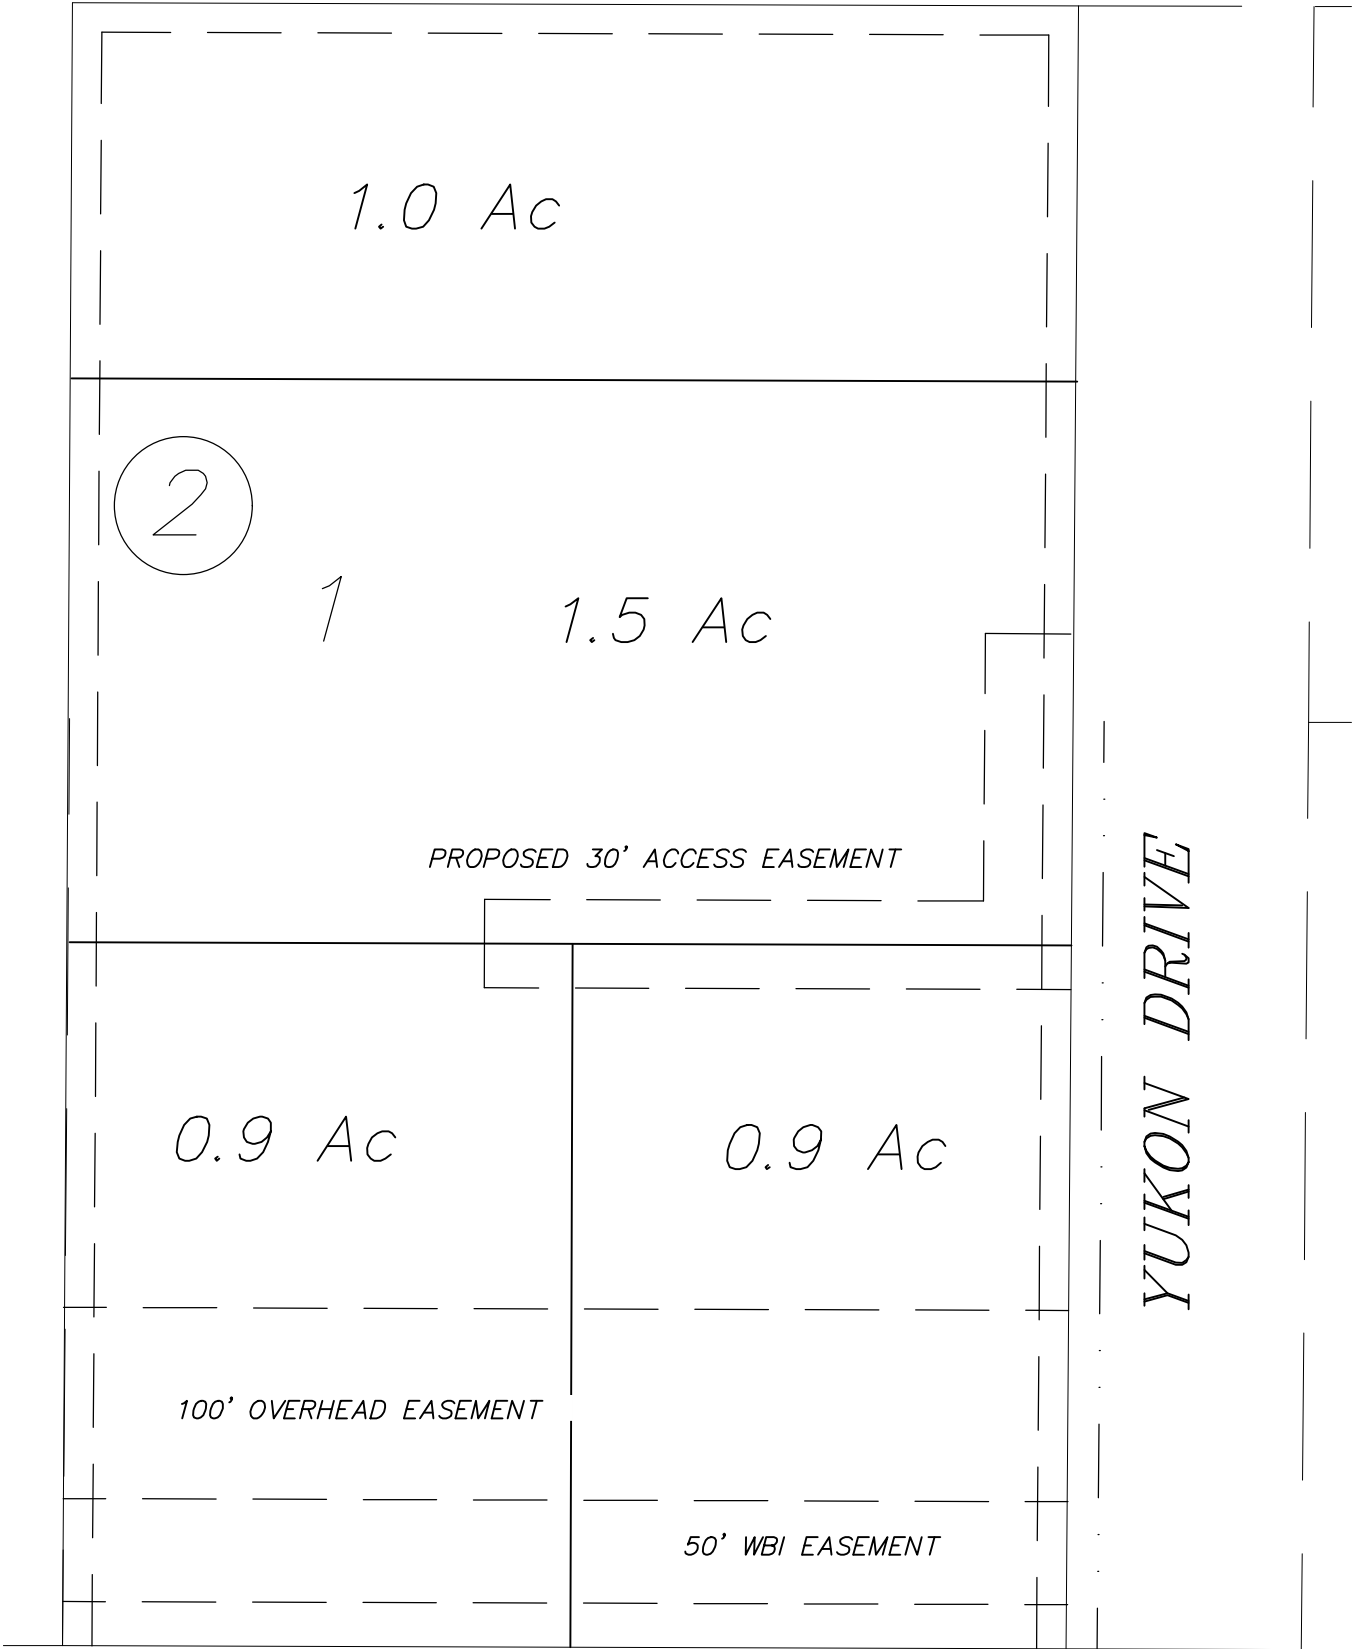 1.0 Ac
2
1
1.5 Ac
PROPOSED 30' ACCESS EASEMENT
YUKON DRIVE
0.9 Ac
0.9 Ac
100' OVERHEAD EASEMENT
50' WBI EASEMENT